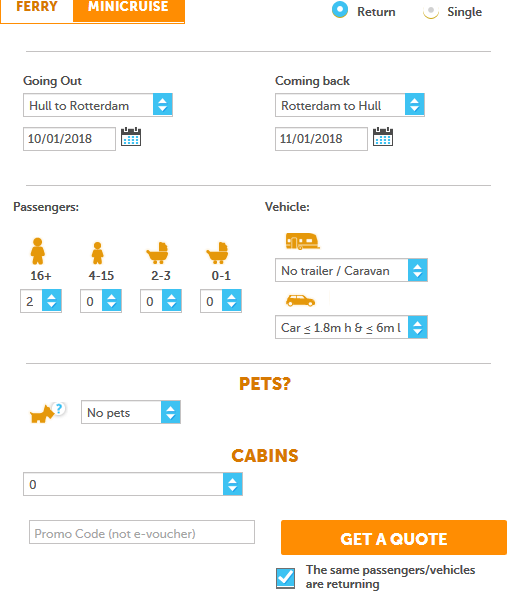 FERRY MINICRUISE Return Single
Going Out Coming back
Hull to Rotterdam Rotterdam to Hull
10/01/2018 11/01/2018
Passengers: Vehicle:
16+ 4-15 2-3 0-1
No trailer / Caravan
2 0 0 0
Car ≤ 1.8m h & ≤ 6m l
PETS?
? No pets
CABINS
0
Promo Code (not e-voucher) GET A QUOTE
The same passengers/vehicles
are returning